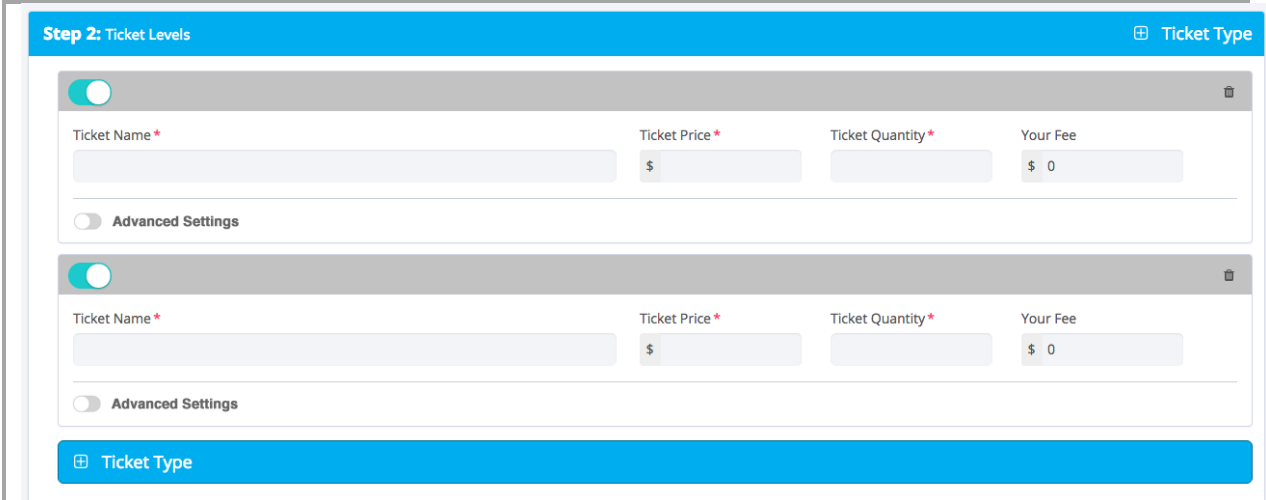 Step 2: Ticket Levels Ticket Type
Ticket Name * Ticket Price * Ticket Quantity * Your Fee
$ $ 0
Advanced Settings
Ticket Name * Ticket Price * Ticket Quantity * Your Fee
$ $ 0
Advanced Settings
Ticket Type